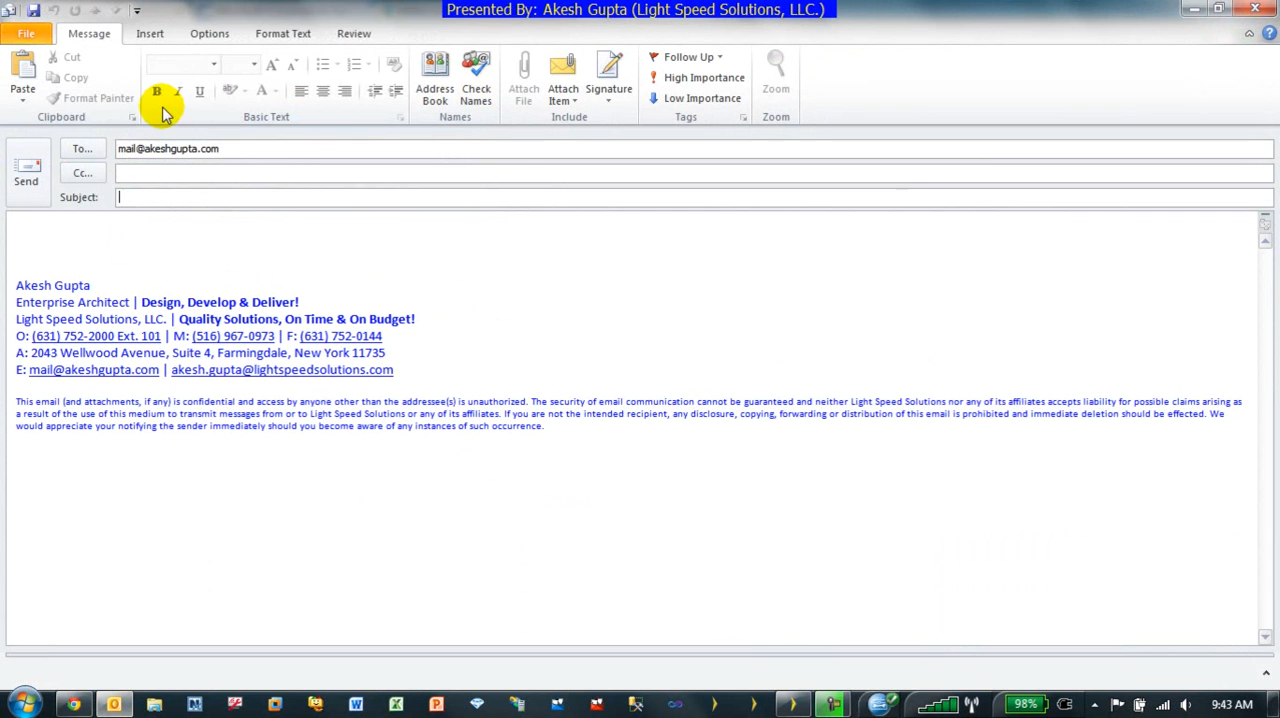 Presented By: Akesh Gupta (Light Speed Solutions, LLC.)
File Message Insert Options Format Text Review
Cut
Copy
Format Painter
Paste
Clipboard
B I U
Basic Text
Address Book
Check Names
Names
Attach File
Attach Item
Signature
Include
Follow Up
High Importance
Low Importance
Tags
Zoom
Zoom
Send
To... mail@akeshgupta.com
Cc...
Subject:
Akesh Gupta
Enterprise Architect | Design, Develop & Deliver!
Light Speed Solutions, LLC. | Quality Solutions, On Time & On Budget!
O: (631) 752-2000 Ext. 101 | M: (516) 967-0973 | F: (631) 752-0144
A: 2043 Wellwood Avenue, Suite 4, Farmingdale, New York 11735
E: mail@akeshgupta.com | akesh.gupta@lightspeedsolutions.com
This email (and attachments, if any) is confidential and access by anyone other than the addressee(s) is unauthorized. The security of email communication cannot be guaranteed and neither Light Speed Solutions nor any of its affiliates accepts liability for possible claims arising as
a result of the use of this medium to transmit messages from or to Light Speed Solutions or any of its affiliates. If you are not the intended recipient, any disclosure, copying, forwarding or distribution of this email is prohibited and immediate deletion should be effected. We
would appreciate your notifying the sender immediately should you become aware of any instances of such occurrence.
98%
9:43 AM